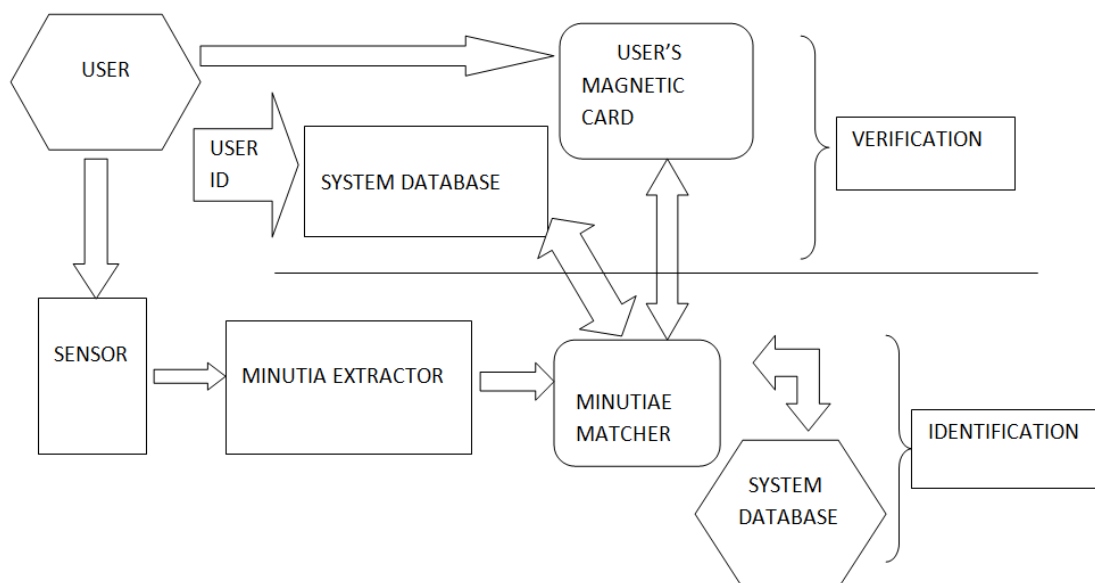 USER
USER’S
MAGNETIC
CARD
VERIFICATION
USER
ID
SYSTEM DATABASE
SENSOR
MINUTIA EXTRACTOR
MINUTIAE
MATCHER
IDENTIFICATION
SYSTEM
DATABASE